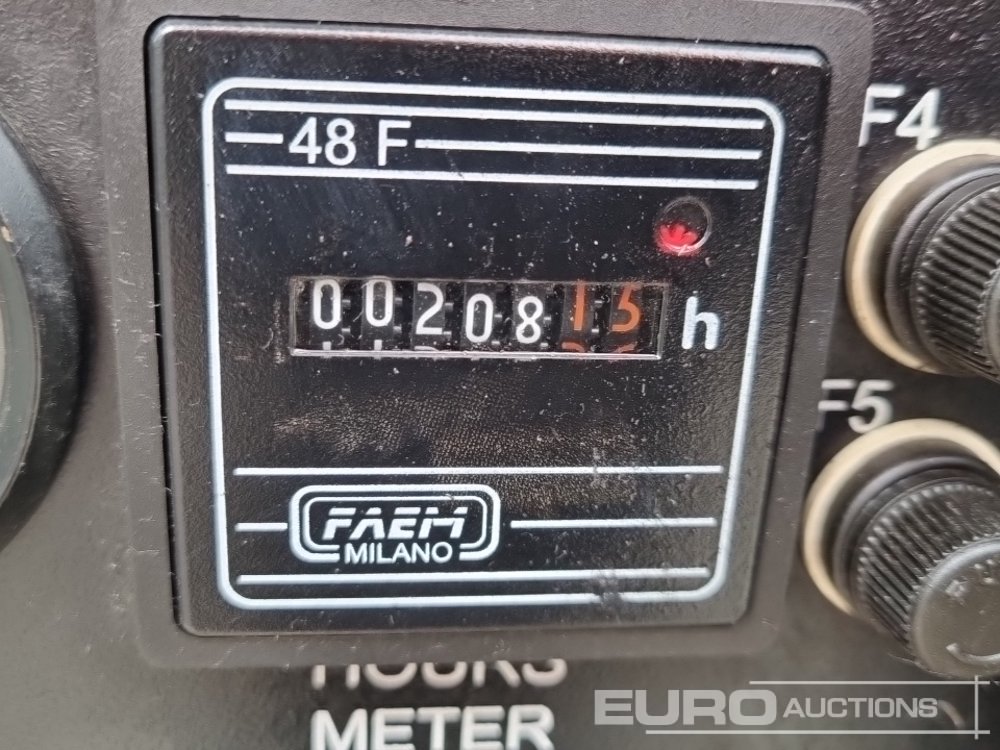 48 F
F4
0020815 h
F5
FAEM
MILANO
HOURS
METER
EURO AUCTIONS